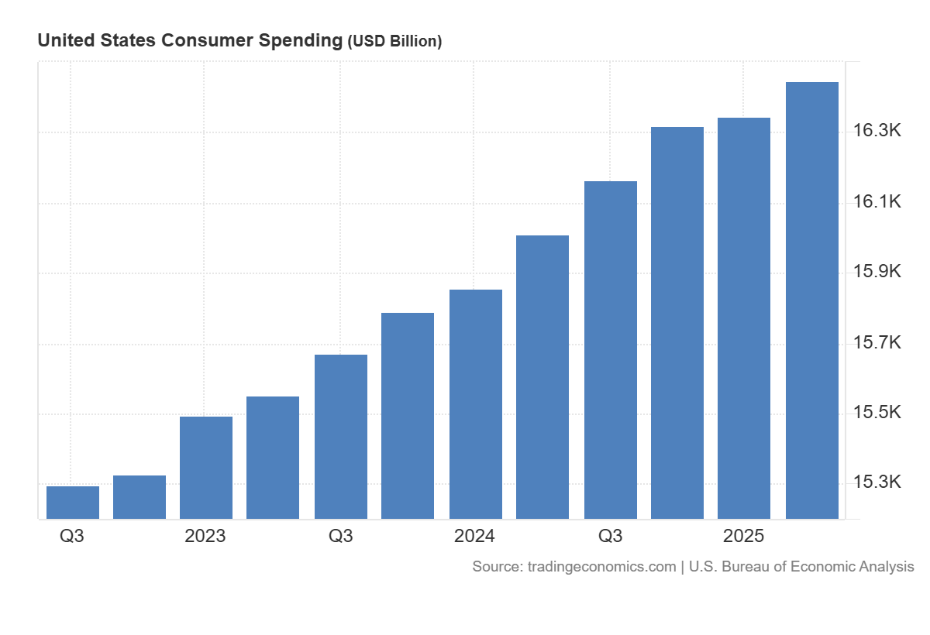 United States Consumer Spending (USD Billion)
16.3K
16.1K
15.9K
15.7K
15.5K
15.3K
Q3 2023 Q3 2024 Q3 2025
Source: tradingeconomics.com | U.S. Bureau of Economic Analysis